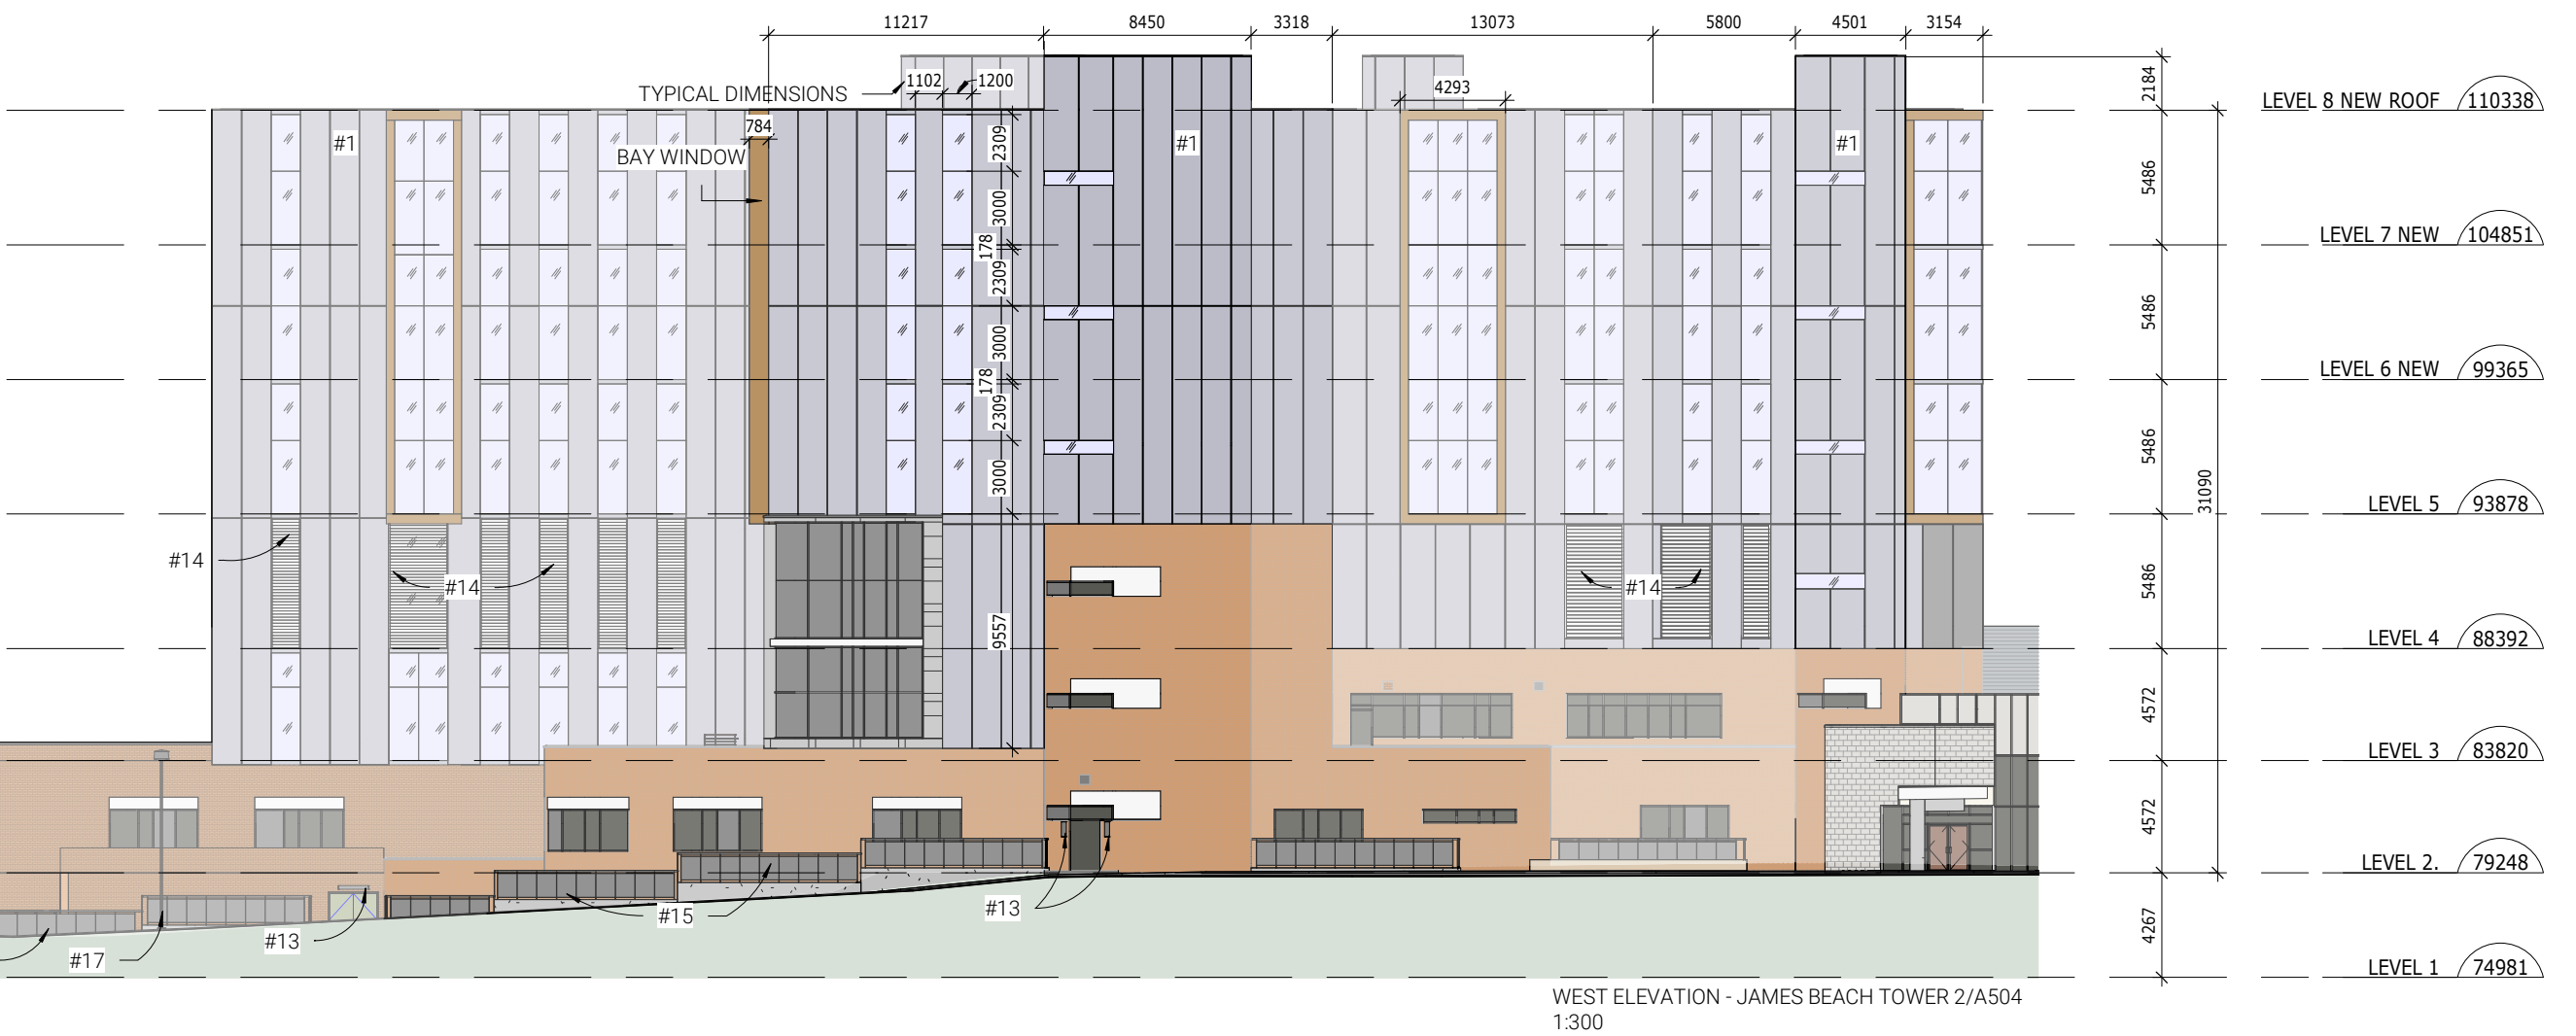 11217 8450 3318 13073 5800 4501 3154
TYPICAL DIMENSIONS 1102 1200 4293 2184
LEVEL 8 NEW ROOF 110338
784
#1 #1 #1
BAY WINDOW 2309
5486
3000
LEVEL 7 NEW 104851
178
2309
5486
3000
LEVEL 6 NEW 99365
178
2309
5486
3000
31090
LEVEL 5 93878
#14
#14 #14
5486
9557
LEVEL 4 88392
4572
LEVEL 3 83820
4572
LEVEL 2. 79248
#15 #13
#17 #13
4267
LEVEL 1 74981
WEST ELEVATION - JAMES BEACH TOWER 2/A504
1:300